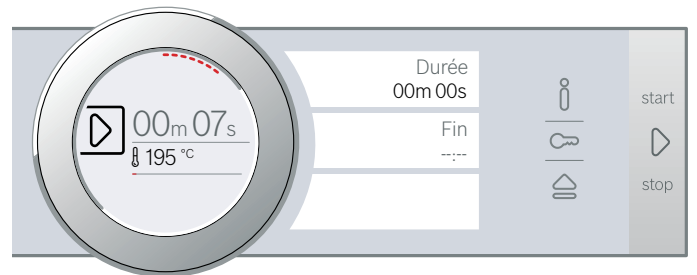 00m 07s
195 °C
Durée
00m 00s
Fin
--:--
start
stop